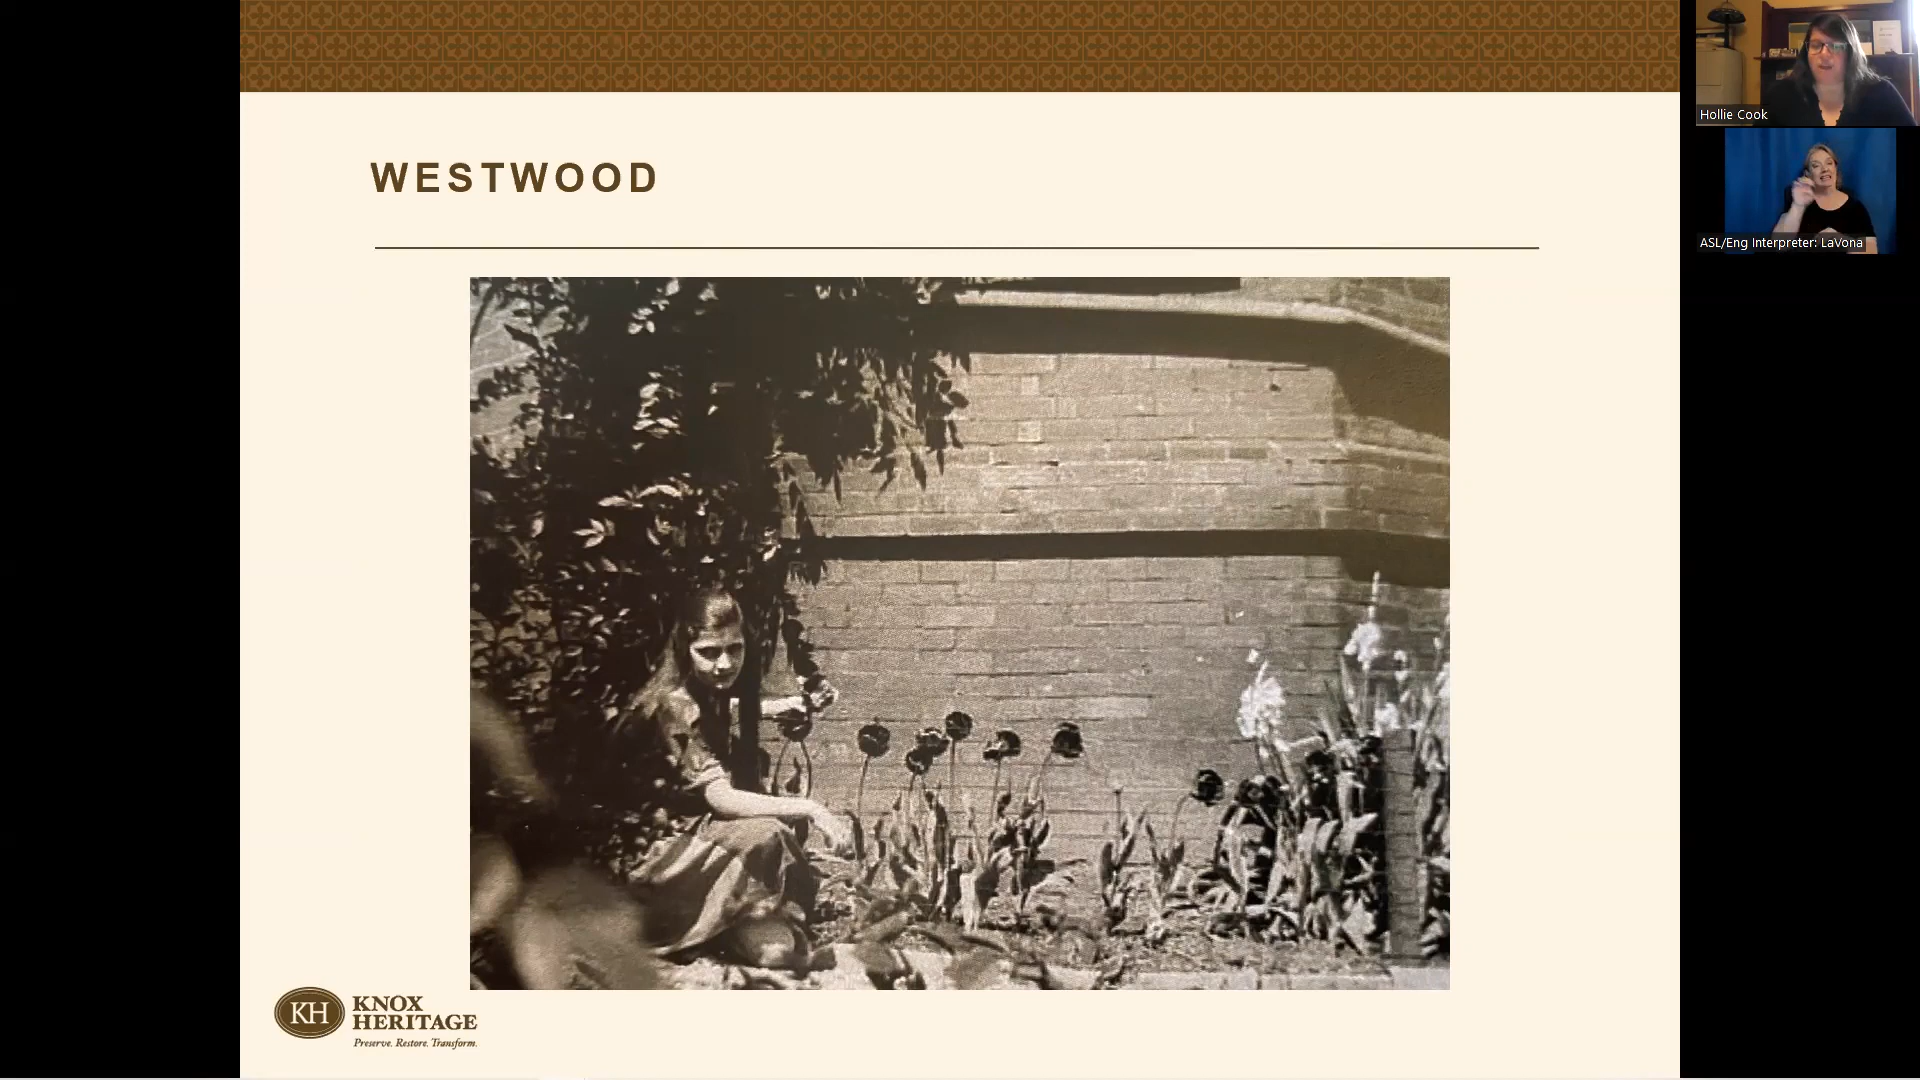 WESTWOOD
Hollie Cook
ASL/Eng Interpreter: LaVona
KH
KNOX
HERITAGE
Preserve. Restore. Transform.